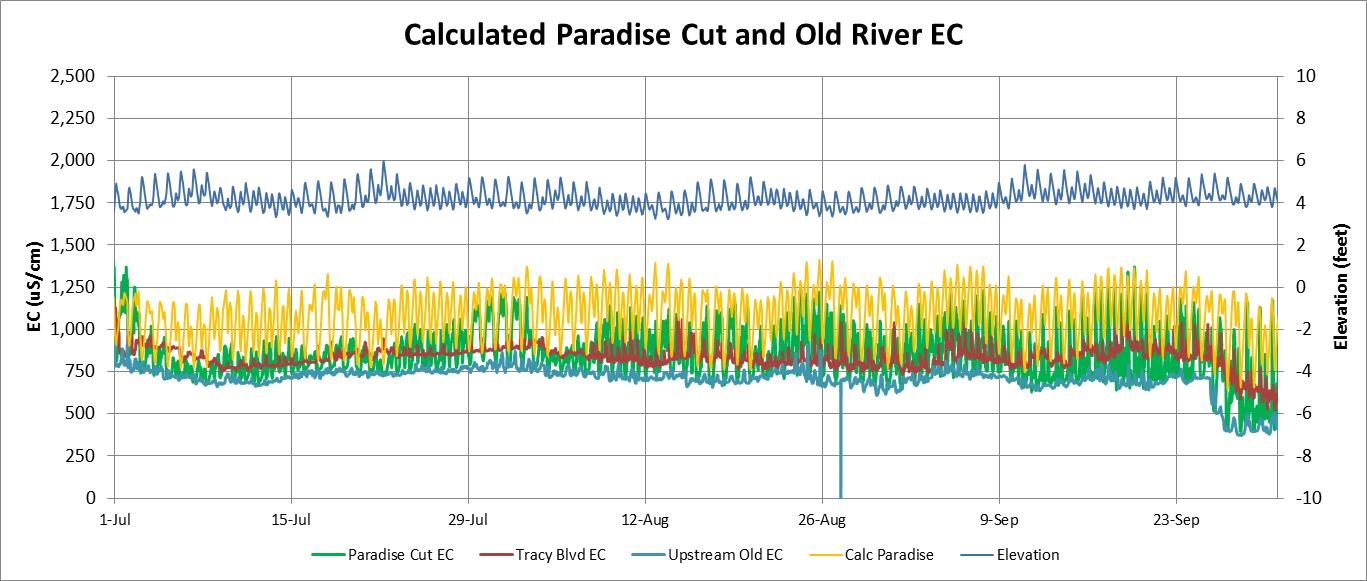 Calculated Paradise Cut and Old River EC
2,500
2,250
2,000
1,750
1,500
1,250
1,000
750
500
250
0
EC (uS/cm)
10
8
6
4
2
0
-2
-4
-6
-8
-10
Elevation (feet)
1-Jul
15-Jul
29-Jul
12-Aug
26-Aug
9-Sep
23-Sep
Paradise Cut EC
Tracy Blvd EC
Upstream Old EC
Calc Paradise
Elevation